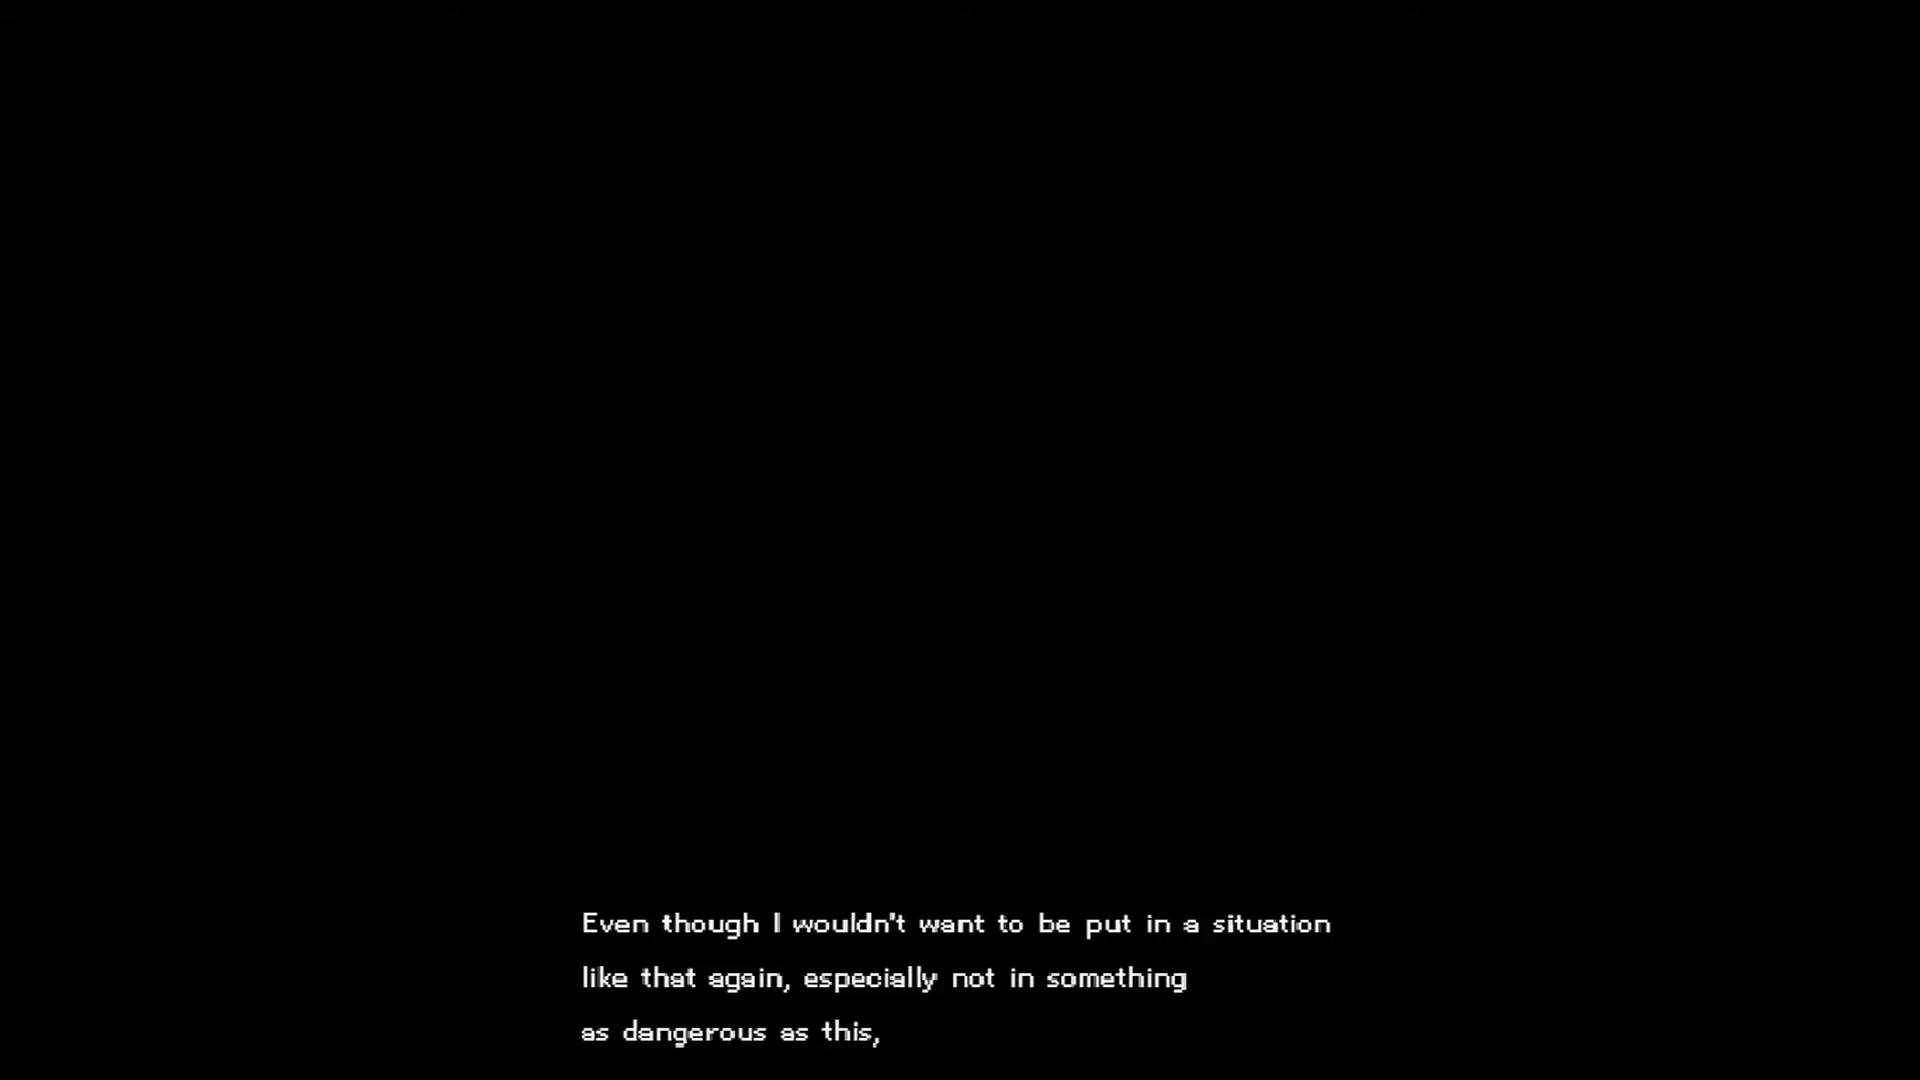 Even though I wouldn't want to be put in a situation
like that again, especially not in something
as dangerous as this,